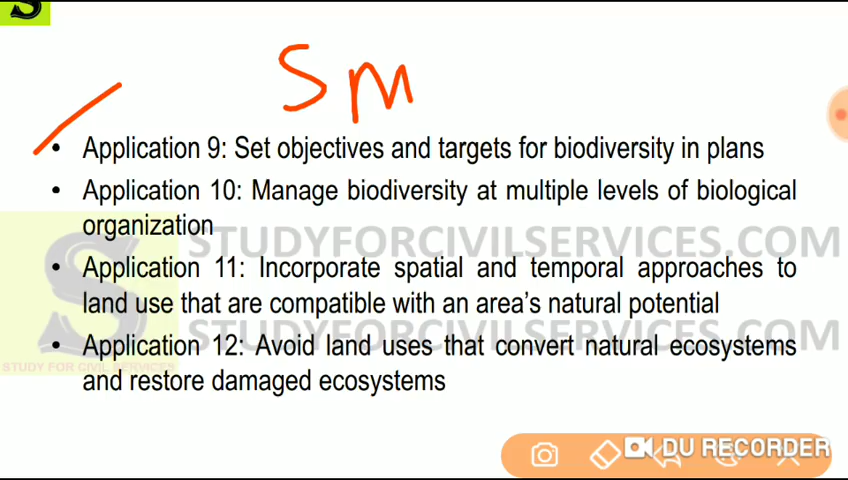 SM
• Application 9: Set objectives and targets for biodiversity in plans
• Application 10: Manage biodiversity at multiple levels of biological
organization
STUDYFORCIVILSERVICES.COM
• Application 11: Incorporate spatial and temporal approaches to
land use that are compatible with an area's natural potential
STUDYFORCIVILSERVICES.COM
• Application 12: Avoid land uses that convert natural ecosystems
STUDY FOR CIVIL SERVICES
and restore damaged ecosystems
DU RECORDER